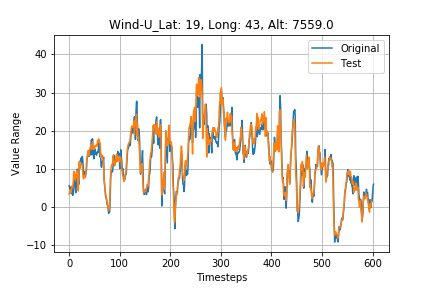 Wind-U_Lat: 19, Long: 43, Alt: 7559.0
Original
Test
Value Range
40
30
20
10
0
−10
0 100 200 300 400 500 600
Timesteps